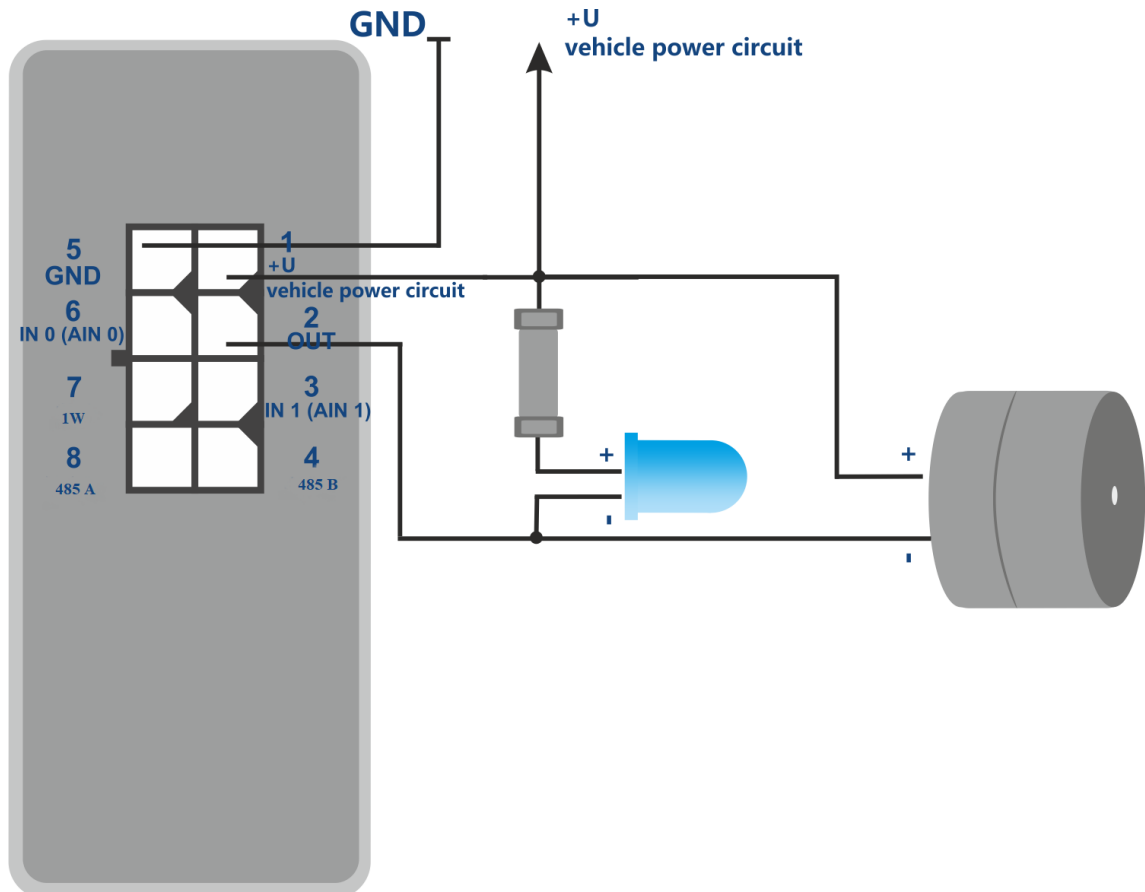 GND
+U
vehicle power circuit
5
GND
1
+U
vehicle power circuit
6
IN 0 (AIN 0)
2
OUT
7
1W
3
IN 1 (AIN 1)
8
485 A
4
485 B
+
-
+
-